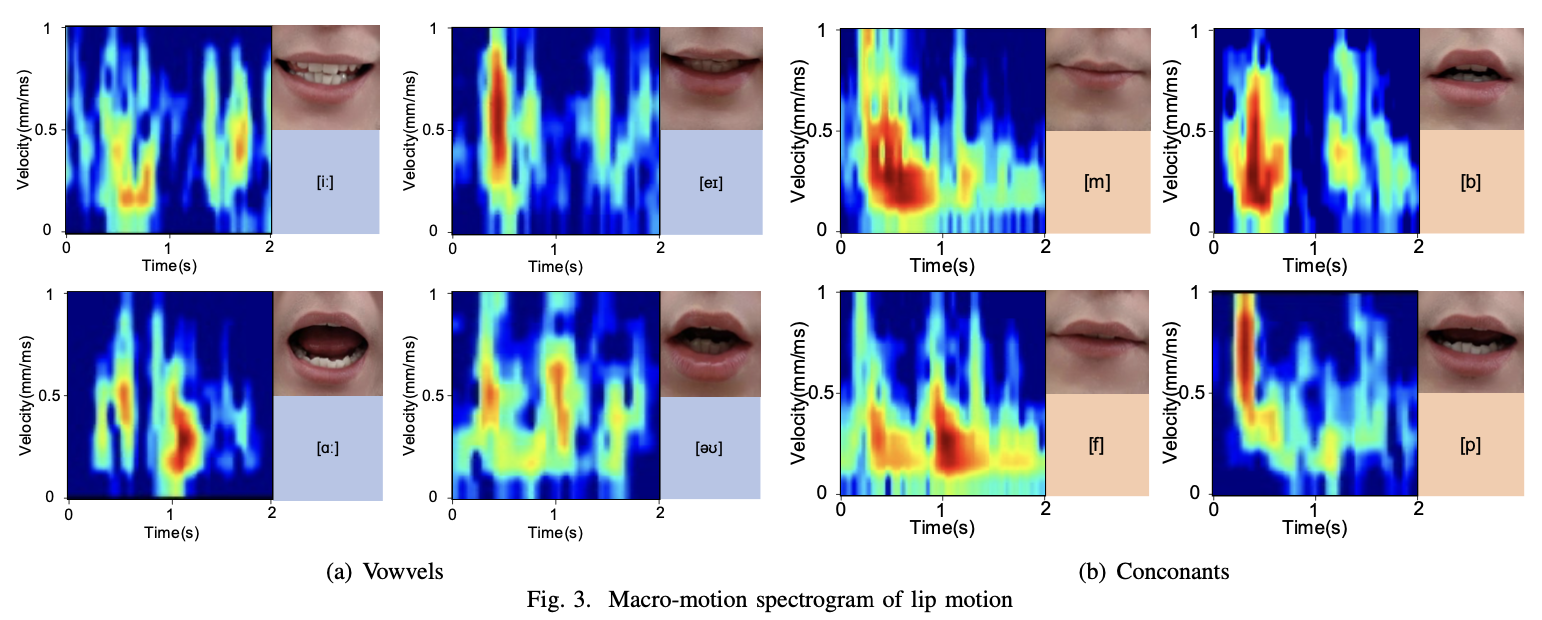 1
Velocity(mm/ms)
0.5
0
0
1
2
Time(s)
[iː]
1
Velocity(mm/ms)
0.5
0
0
1
2
Time(s)
[eɪ]
1
Velocity(mm/ms)
0.5
0
0
1
2
Time(s)
[m]
1
Velocity(mm/ms)
0.5
0
0
1
2
Time(s)
[b]
1
Velocity(mm/ms)
0.5
0
0
1
2
Time(s)
[ɑː]
1
Velocity(mm/ms)
0.5
0
0
1
2
Time(s)
[əʊ]
1
Velocity(mm/ms)
0.5
0
0
1
2
Time(s)
[f]
1
Velocity(mm/ms)
0.5
0
0
1
2
Time(s)
[p]
(a) Vowvels
(b) Conconants
Fig. 3. Macro-motion spectrogram of lip motion